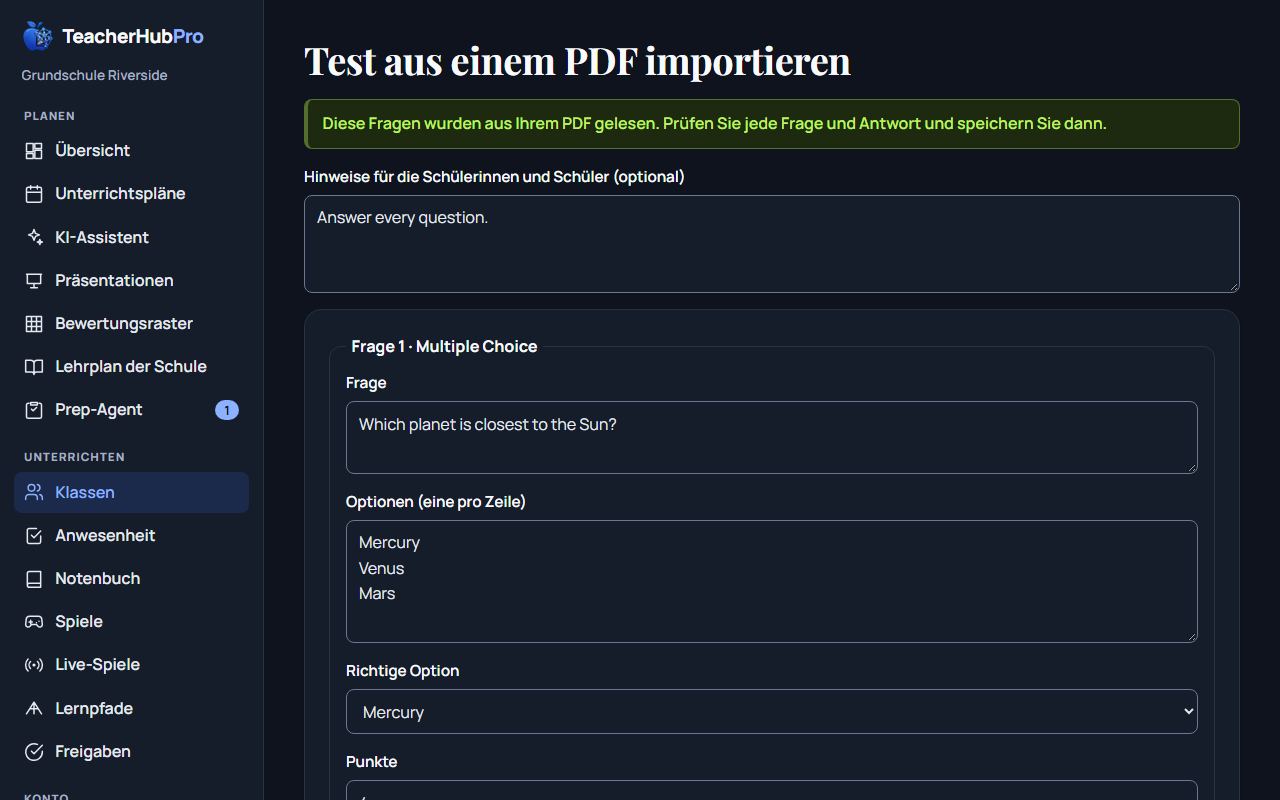 TeacherHubPro
Grundschule Riverside
PLANEN
Übersicht
Unterrichtspläne
KI-Assistent
Präsentationen
Bewertungsraster
Lehrplan der Schule
Prep-Agent 1
UNTERRICHTEN
Klassen
Anwesenheit
Notenbuch
Spiele
Live-Spiele
Lernpfade
Freigaben
KONTO
Test aus einem PDF importieren
Diese Fragen wurden aus Ihrem PDF gelesen. Prüfen Sie jede Frage und Antwort und speichern Sie dann.
Hinweise für die Schülerinnen und Schüler (optional)
Answer every question.
Frage 1 · Multiple Choice
Frage
Which planet is closest to the Sun?
Optionen (eine pro Zeile)
Mercury
Venus
Mars
Richtige Option
Mercury
Punkte